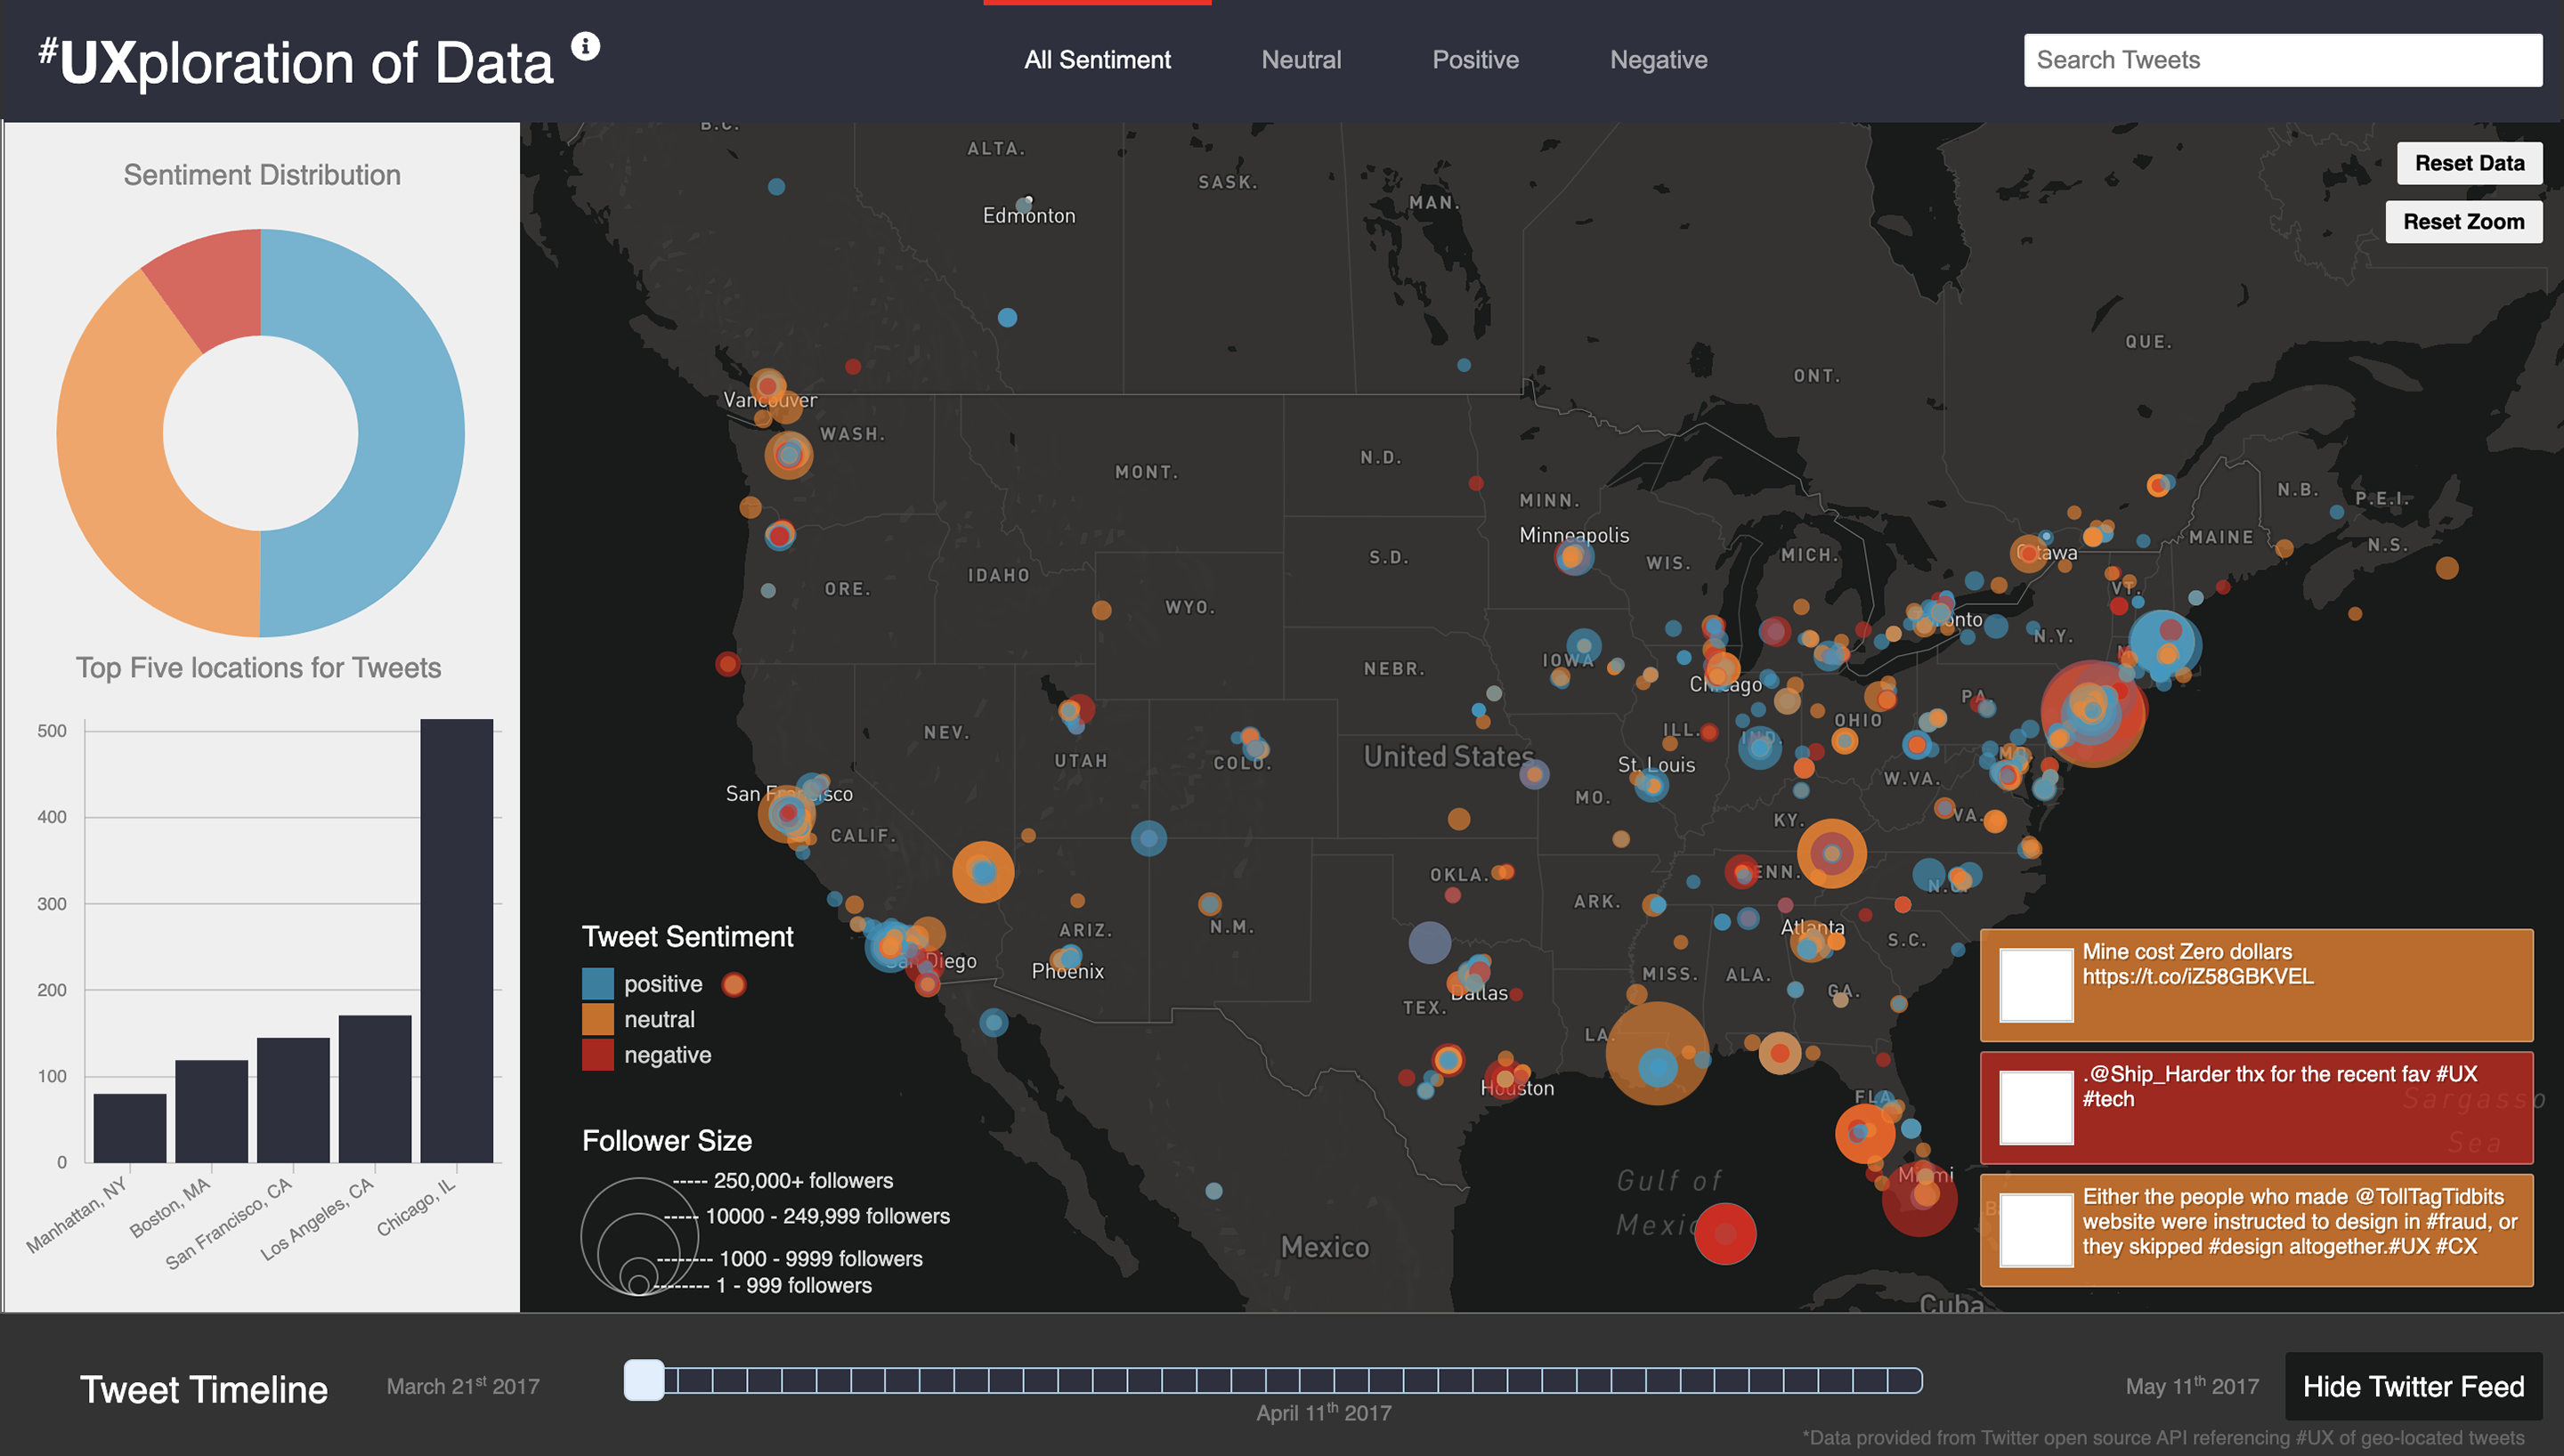 #UXploration of Data
All Sentiment
Neutral
Positive
Negative
Search Tweets
Reset Data
Reset Zoom
Sentiment Distribution
Top Five locations for Tweets
500
400
300
200
100
0
Manhattan, NY
Boston, MA
San Francisco, CA
Los Angeles, CA
Chicago, IL
B.C.
ALTA.
SASK.
MAN.
Edmonton
QUE.
ONT.
Vancouver
WASH.
MONT.
N.D.
MINN.
N.B.
P.E.I.
Minneapolis
MAINE
N.S.
Ottawa
S.D.
WIS.
MICH.
IDAHO
ORE.
WYO.
VT.
N.Y.
IOWA
NEBR.
Chicago
PA.
OHIO
ILL.
IND.
NEV.
UTAH
COLO.
United States
St. Louis
W.VA.
San Francisco
MO.
CALIF.
KY.
VA.
OKLA.
TENN.
N.C.
ARK.
ARIZ.
N.M.
Atlanta
S.C.
San Diego
Phoenix
MISS.
ALA.
GA.
Dallas
TEX.
LA.
Houston
FLA.
Miami
Gulf of
Mexico
Mexico
Cuba
Sargasso
Sea
Tweet Sentiment
positive
neutral
negative
Follower Size
250,000+ followers
10000 - 249,999 followers
1000 - 9999 followers
1 - 999 followers
Mine cost Zero dollars
https://t.co/iZ58GBKVEL
.@Ship_Harder thx for the recent fav #UX
#tech
Either the people who made @TollTagTidbits
website were instructed to design in #fraud, or
they skipped #design altogether.#UX #CX
Tweet Timeline
March 21st 2017
April 11th 2017
May 11th 2017
Hide Twitter Feed
*Data provided from Twitter open source API referencing #UX of geo-located tweets